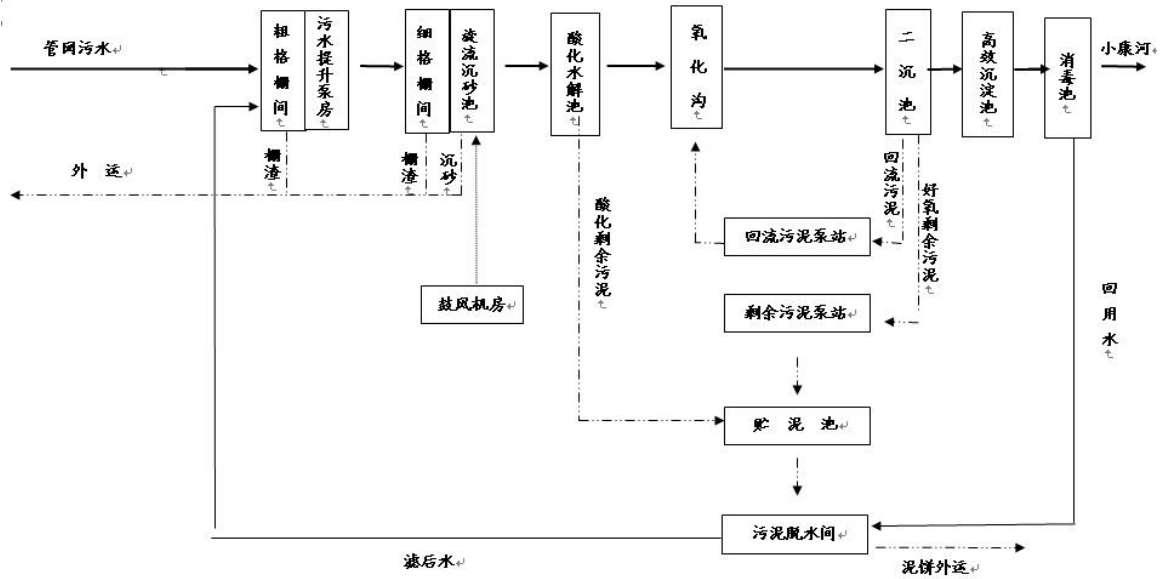 管网污水
粗格栅间
污水提升泵房
细格栅间
旋流沉砂池
酸化水解池
氧化沟
二沉池
高效沉淀池
消毒池
小康河
栅渣
栅渣
沉砂
外 运
回流污泥
好氧剩余污泥
酸化剩余污泥
回流污泥泵站
鼓风机房
剩余污泥泵站
回用水
贮 泥 池
污泥脱水间
滤后水
泥饼外运